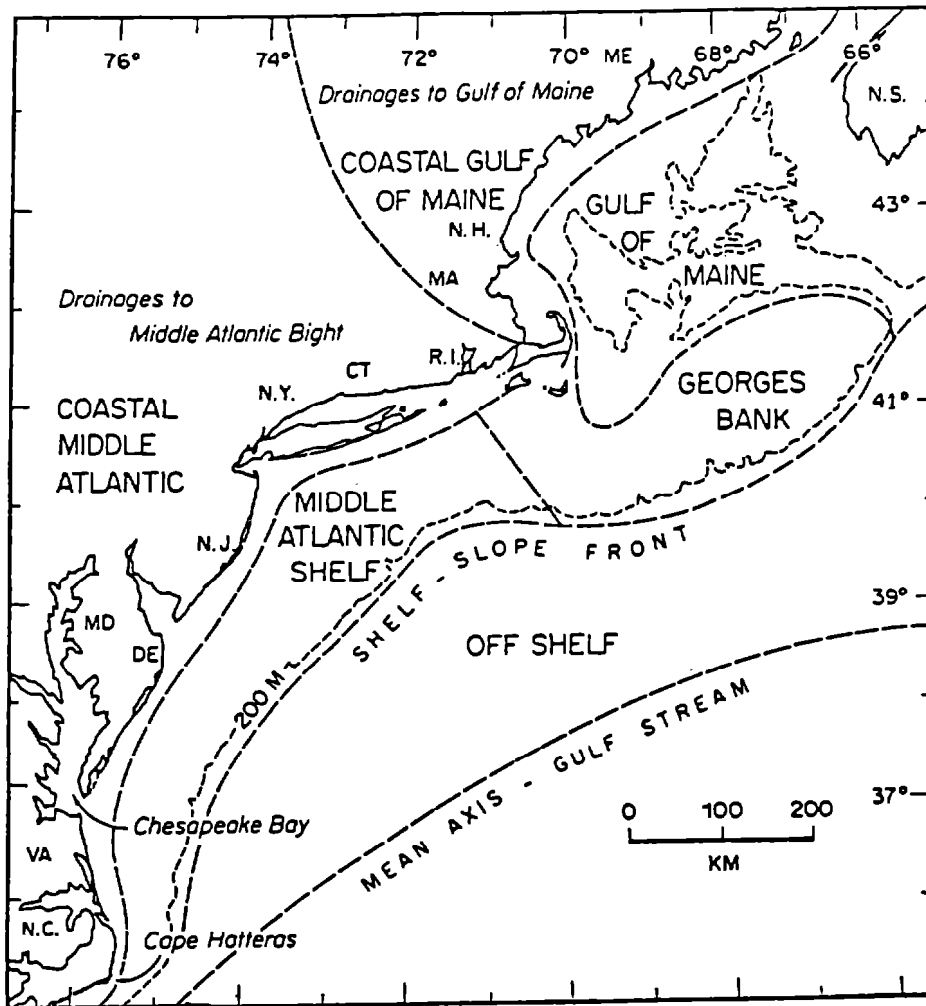 76° 74° 72° 70° ME 68° 66°
Drainages to Gulf of Maine
N.S.
COASTAL GULF
OF MAINE
N.H.
GULF
OF
MAINE
43°
MA
Drainages to
Middle Atlantic Bight
R.I.
CT
N.Y.
GEORGES
BANK
41°
COASTAL
MIDDLE
ATLANTIC
MIDDLE
ATLANTIC
SHELF
N.J.
SHELF-SLOPE FRONT
39°
MD
DE
OFF SHELF
200 M
MEAN AXIS - GULF STREAM
37°
0 100 200
KM
Chesapeake Bay
VA
N.C.
Cape Hatteras